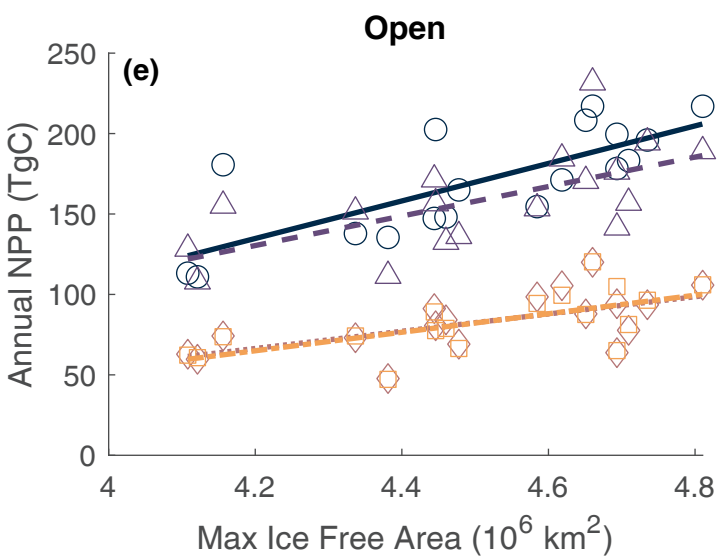 Open
(e)
250
200
150
100
50
0
Annual NPP (TgC)
4
4.2
4.4
4.6
4.8
Max Ice Free Area (10⁶ km²)